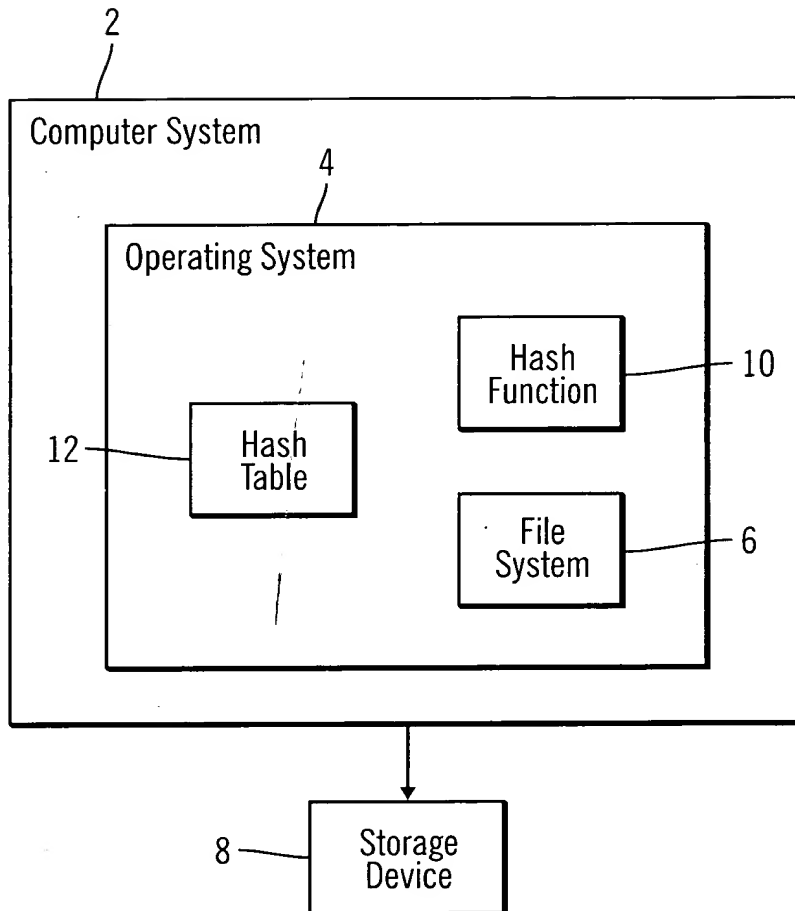 2
Computer System
4
Operating System
Hash
Function
10
12
Hash
Table
File
System
6
8
Storage
Device